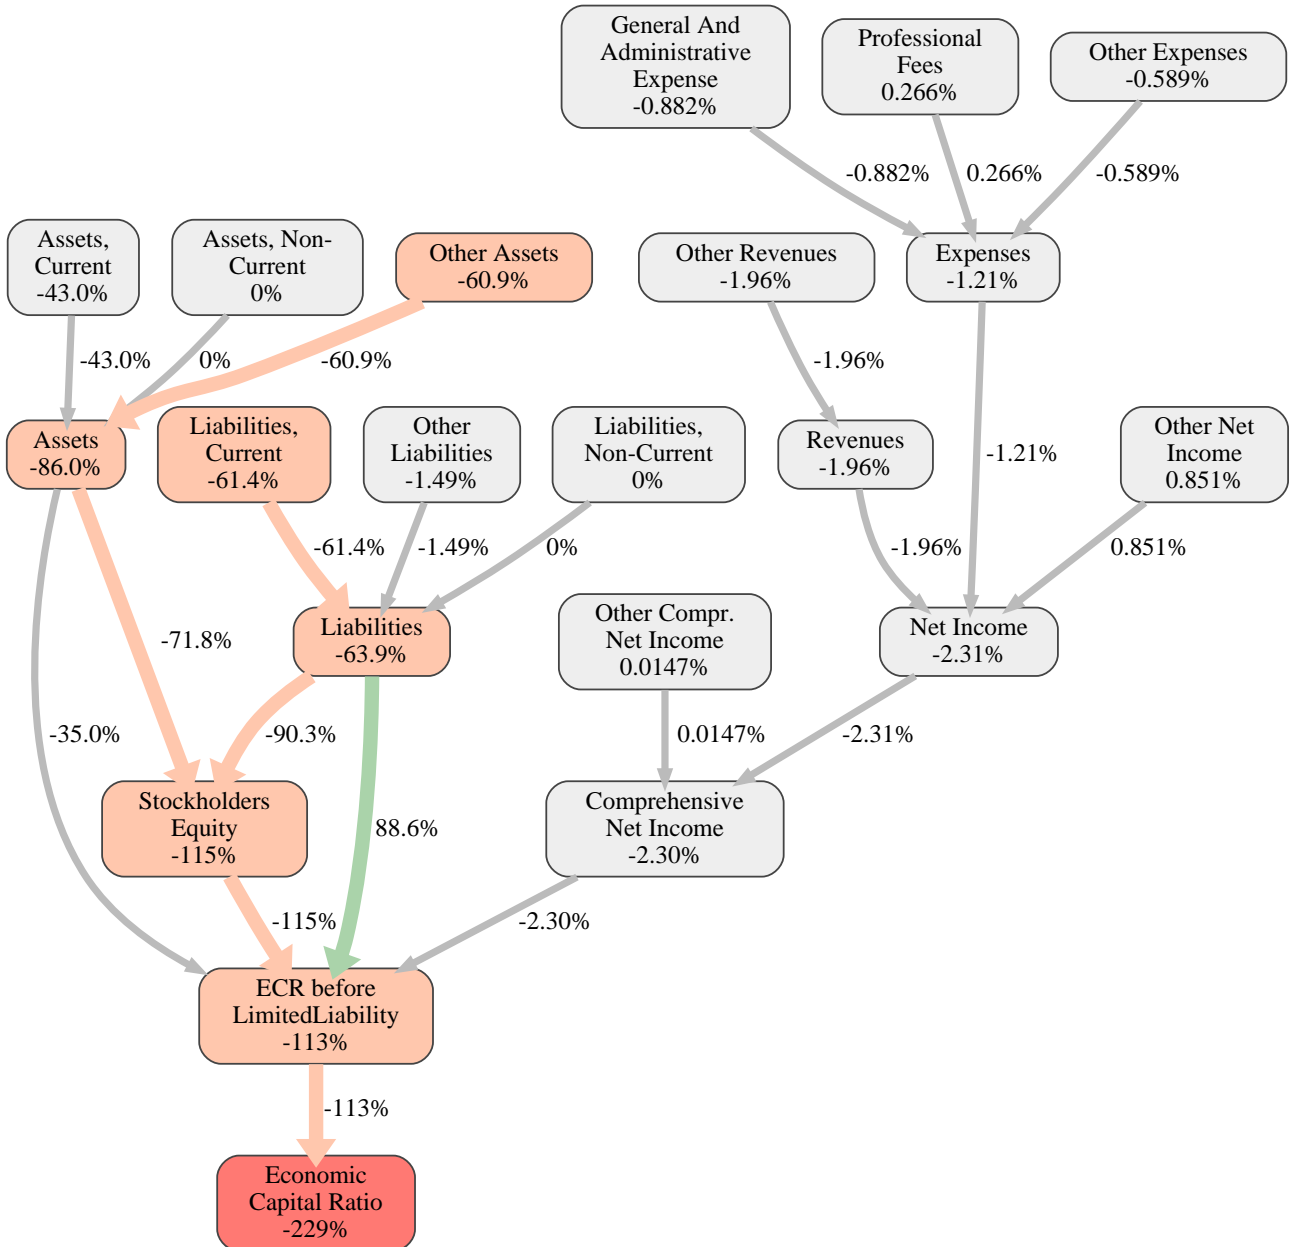 General And
Administrative
Expense
-0.882%
Professional
Fees
0.266%
Other Expenses
-0.589%
-0.882%
0.266%
-0.589%
Assets,
Current
-43.0%
Assets, Non-
Current
0%
Other Assets
-60.9%
Other Revenues
-1.96%
Expenses
-1.21%
-43.0%
0%
-60.9%
-1.96%
-1.21%
Assets
-86.0%
Liabilities,
Current
-61.4%
Other
Liabilities
-1.49%
Liabilities,
Non-Current
0%
Revenues
-1.96%
Other Net
Income
0.851%
-61.4%
-1.49%
0%
-1.96%
0.851%
Liabilities
-63.9%
Other Compr.
Net Income
0.0147%
Net Income
-2.31%
-71.8%
-35.0%
-90.3%
0.0147%
-2.31%
Stockholders
Equity
-115%
88.6%
Comprehensive
Net Income
-2.30%
-115%
-2.30%
ECR before
LimitedLiability
-113%
-113%
Economic
Capital Ratio
-229%